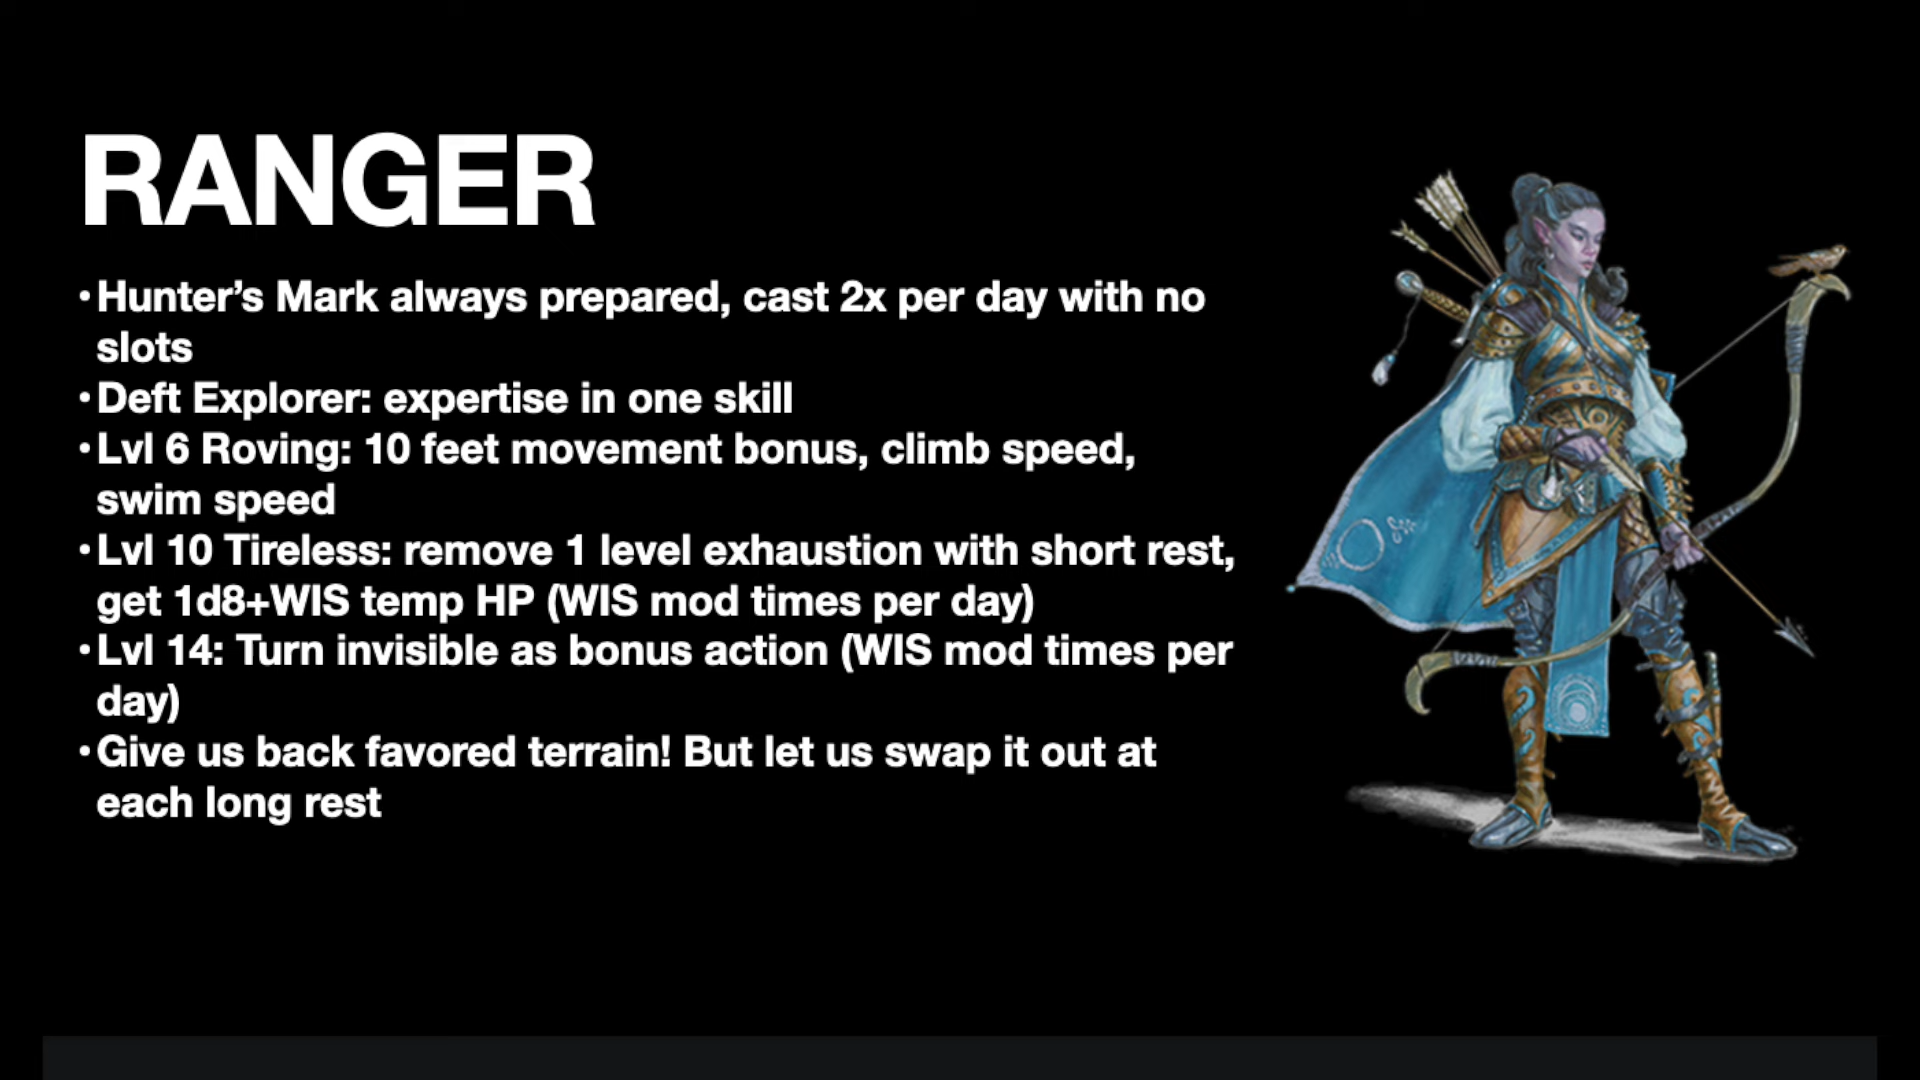 RANGER
•Hunter’s Mark always prepared, cast 2x per day with no
slots
•Deft Explorer: expertise in one skill
•Lvl 6 Roving: 10 feet movement bonus, climb speed,
swim speed
•Lvl 10 Tireless: remove 1 level exhaustion with short rest,
get 1d8+WIS temp HP (WIS mod times per day)
•Lvl 14: Turn invisible as bonus action (WIS mod times per
day)
•Give us back favored terrain! But let us swap it out at
each long rest